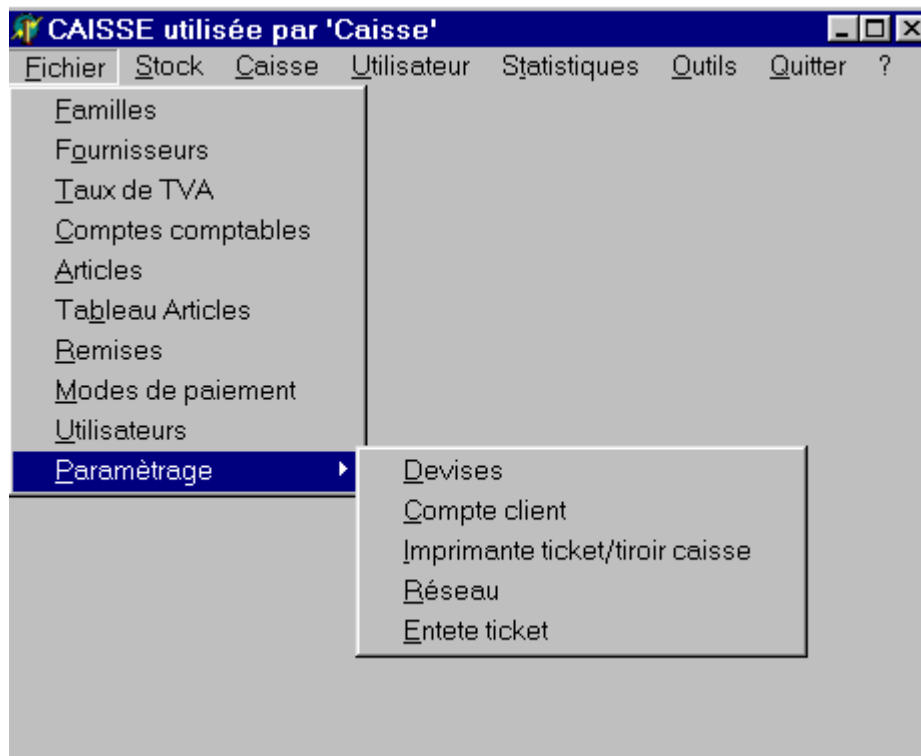 CAISSE utilisée par 'Caisse'
Fichier Stock Caisse Utilisateur Statistiques Outils Quitter ?
Familles
Fournisseurs
Taux de TVA
Comptes comptables
Articles
Tableau Articles
Remises
Modes de paiement
Utilisateurs
Paramètrage
Devises
Compte client
Imprimante ticket/tiroir caisse
Réseau
Entete ticket